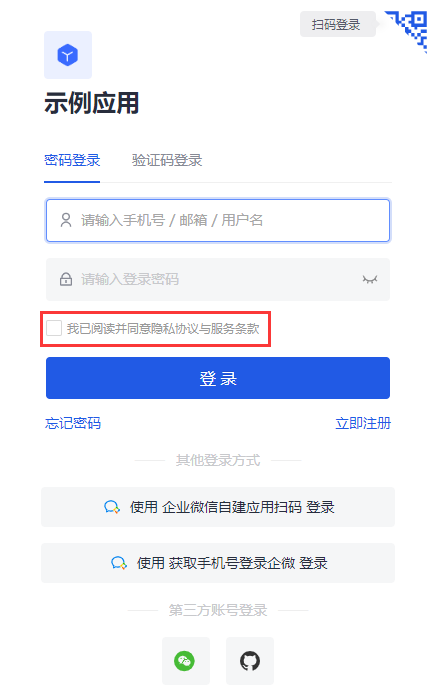 扫码登录
示例应用
密码登录 验证码登录
请输入手机号 / 邮箱 / 用户名
请输入登录密码
我已阅读并同意隐私协议与服务条款
登 录
忘记密码 立即注册
其他登录方式
使用 企业微信自建应用扫码 登录
使用 获取手机号登录企微 登录
第三方账号登录